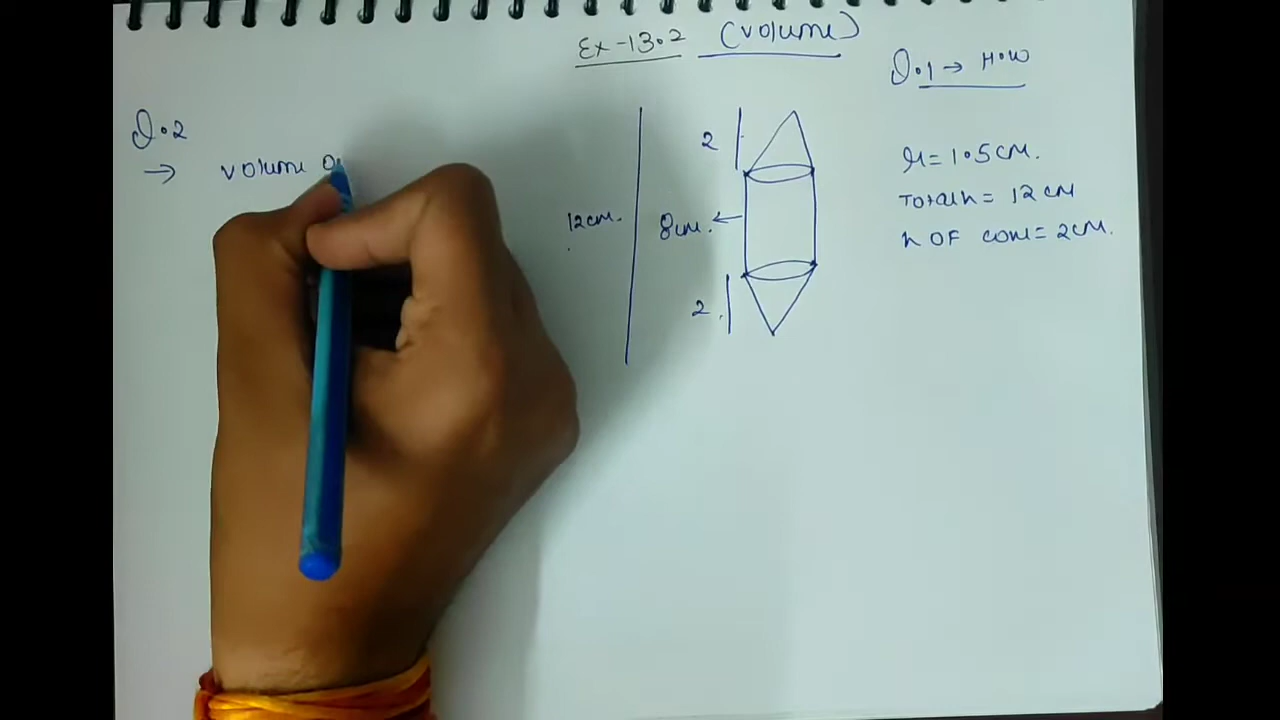 Ex-13.2 (volume)
Q.1 → H.W
Q.2
→ volume
2
12cm.
8cm.
2.
r = 1.5cm.
Total h = 12 cm
h OF cone = 2cm.